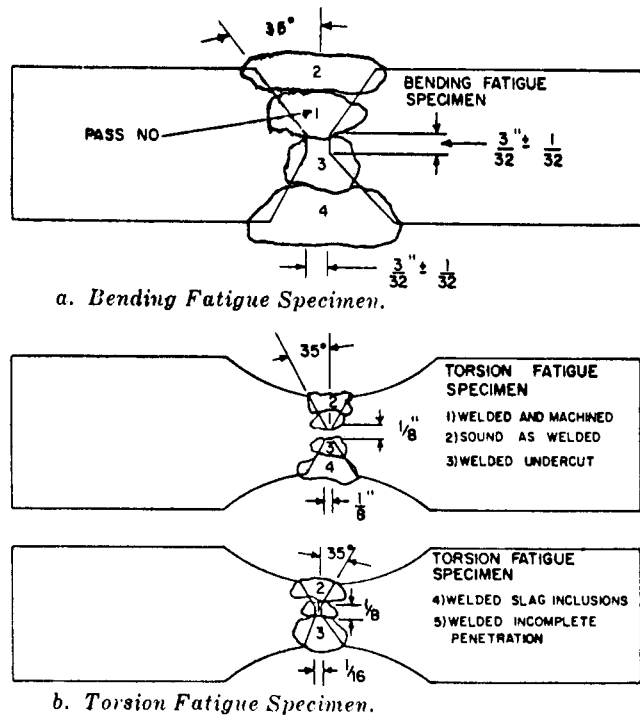 35°
2
BENDING FATIGUE
SPECIMEN
1
PASS NO
3/32" ± 1/32
3
4
3/32" ± 1/32
a. Bending Fatigue Specimen.
35°
TORSION FATIGUE
SPECIMEN
2
1) WELDED AND MACHINED
1
1/8"
2) SOUND AS WELDED
3
3) WELDED UNDERCUT
4
1/8"
35°
TORSION FATIGUE
SPECIMEN
2
4) WELDED SLAG INCLUSIONS
1
1/8
5) WELDED INCOMPLETE
PENETRATION
3
1/16
b. Torsion Fatigue Specimen.